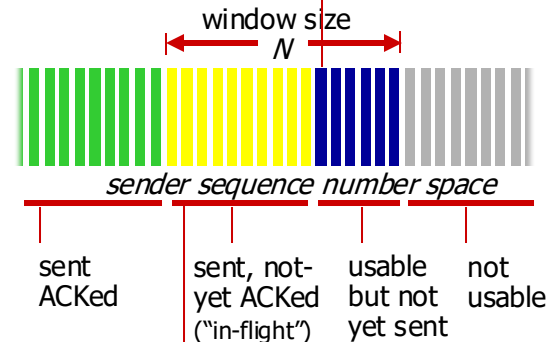 window size
N
sender sequence number space
sent
ACKed
sent, not-
yet ACKed
("in-flight")
usable
but not
yet sent
not
usable